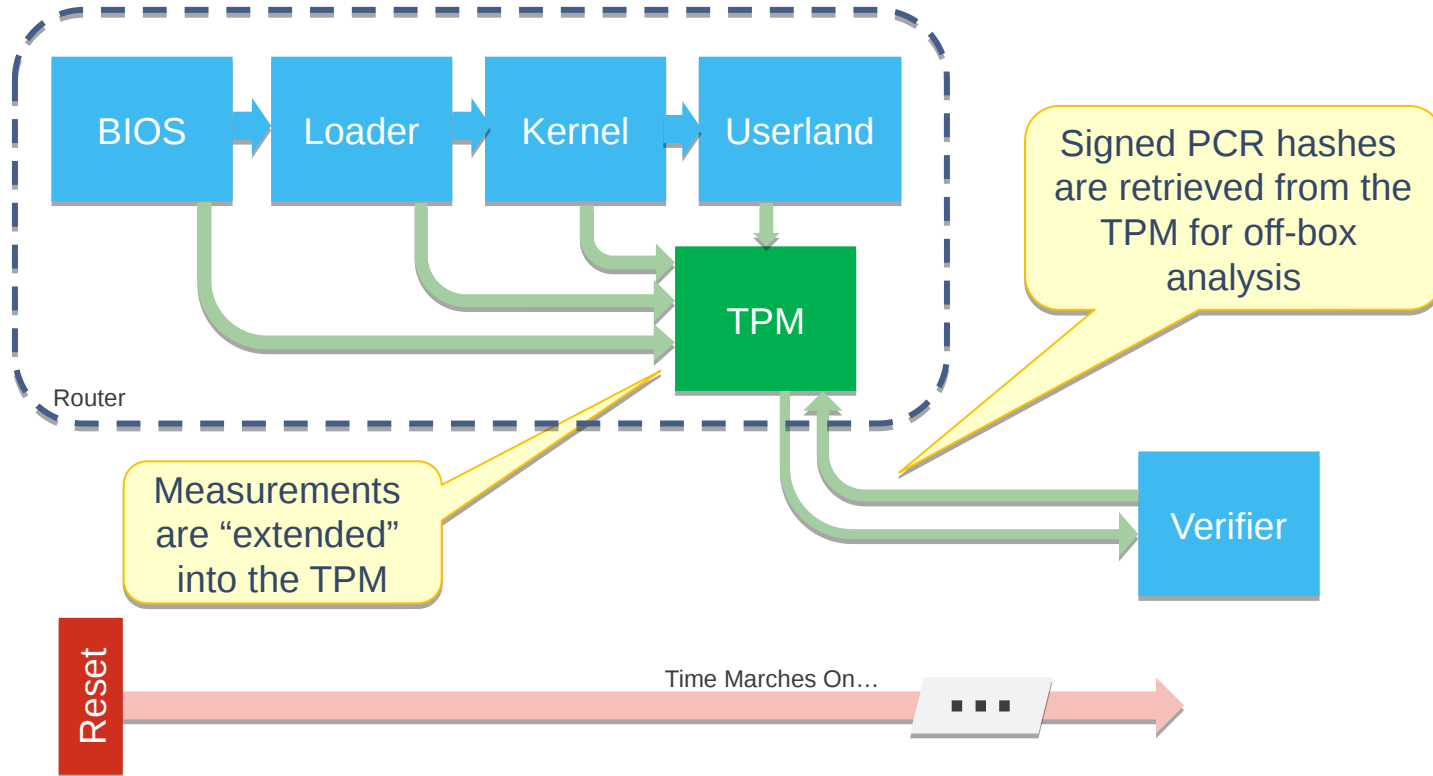 BIOS
Loader
Kernel
Userland
Signed PCR hashes
are retrieved from the
TPM for off-box
analysis
TPM
Router
Measurements
are “extended”
into the TPM
Verifier
Reset
Time Marches On…
...